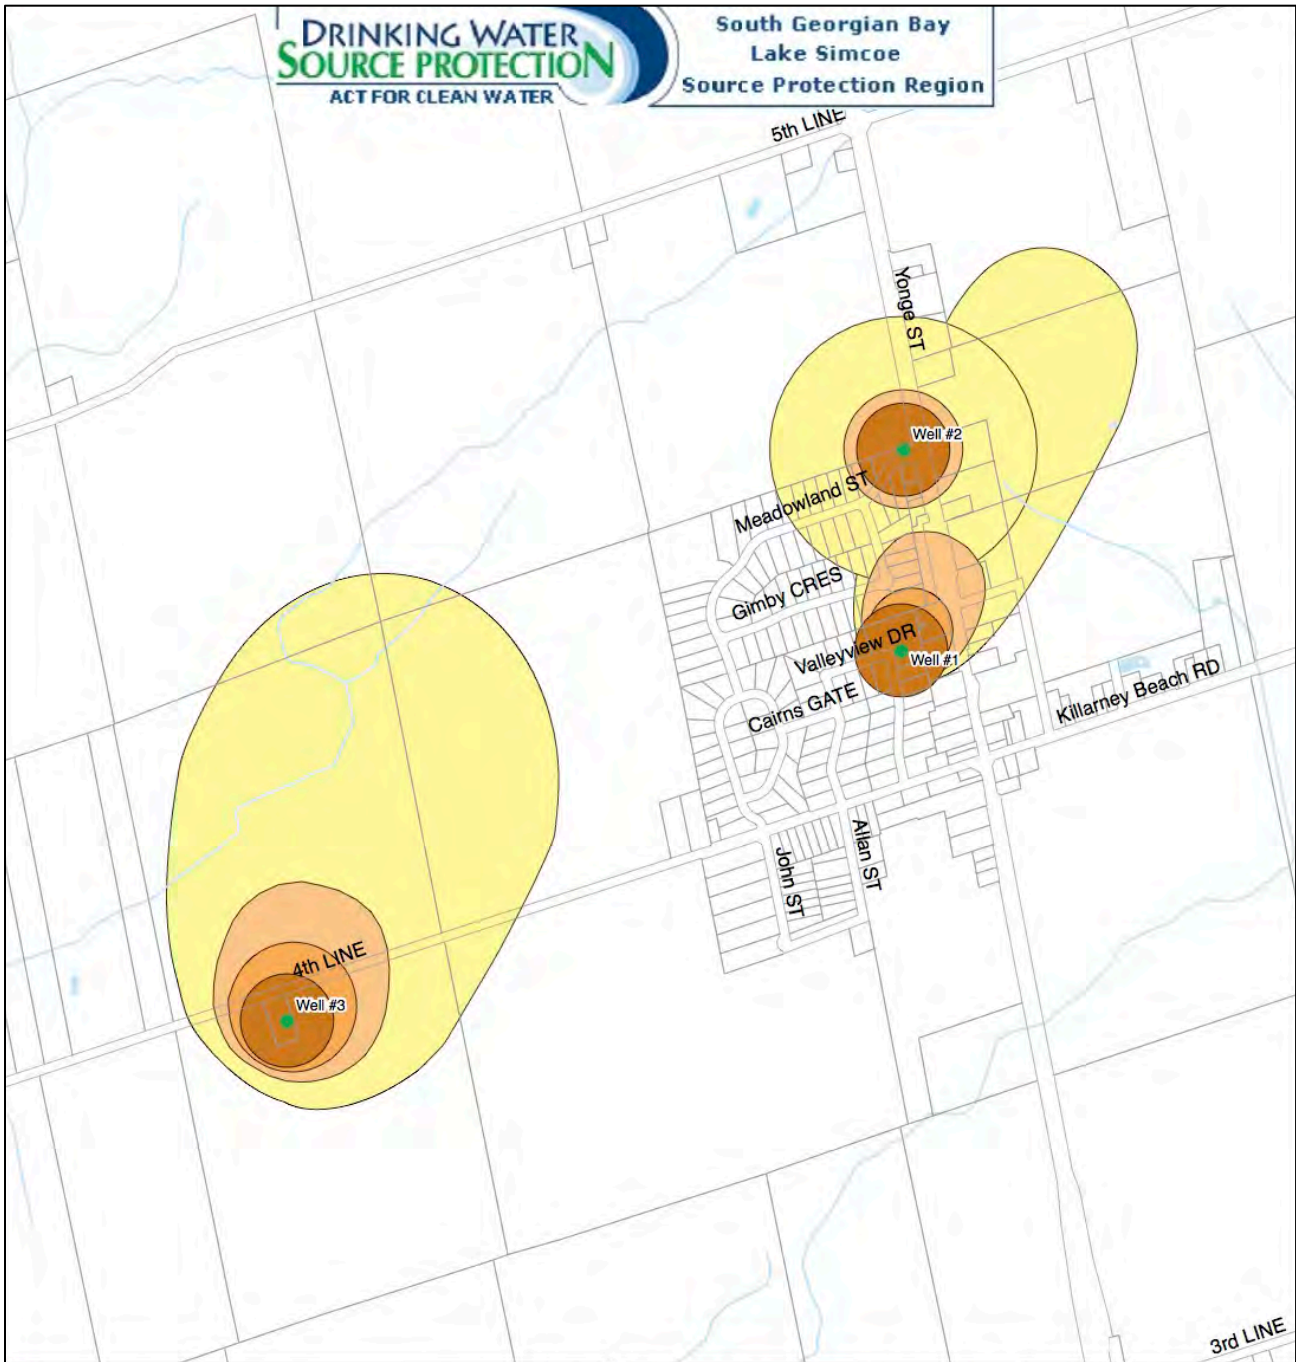 DRINKING WATER
SOURCE PROTECTION
ACT FOR CLEAN WATER
South Georgian Bay
Lake Simcoe
Source Protection Region
5th LINE
Yonge ST
Well #2
Meadowland ST
Gimby CRES
Valleyview DR
Well #1
Cairns GATE
Killarney Beach RD
John ST
Allan ST
4th LINE
Well #3
3rd LINE